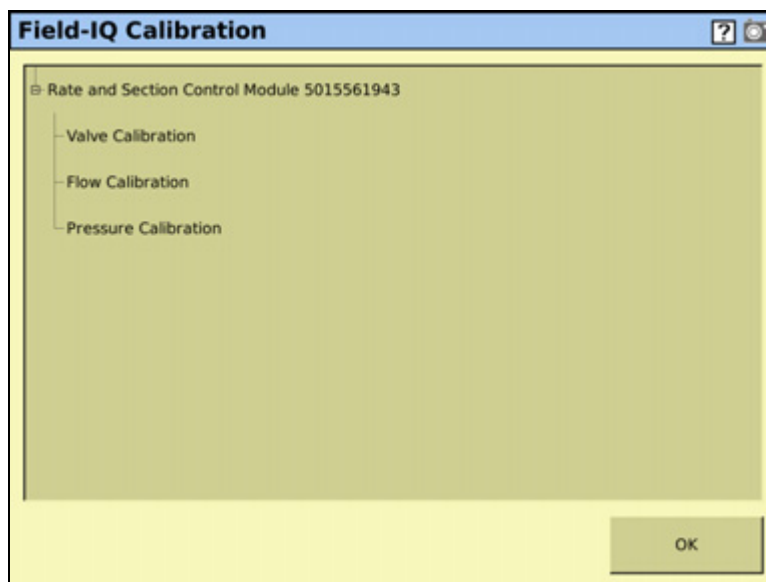 Field-IQ Calibration
?
Rate and Section Control Module 5015561943
Valve Calibration
Flow Calibration
Pressure Calibration
OK